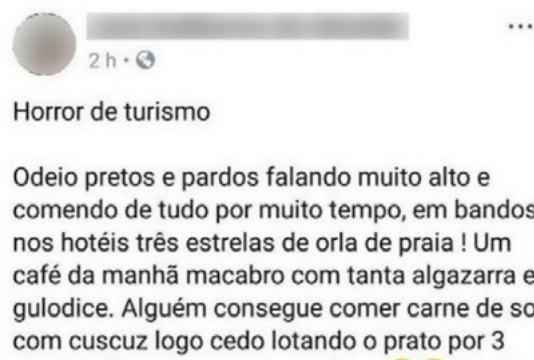 2 h ·
Horror de turismo
Odeio pretos e pardos falando muito alto e
comendo de tudo por muito tempo, em bandos
nos hotéis três estrelas de orla de praia ! Um
café da manhã macabro com tanta algazarra e
gulodice. Alguém consegue comer carne de so
com cuscuz logo cedo lotando o prato por 3